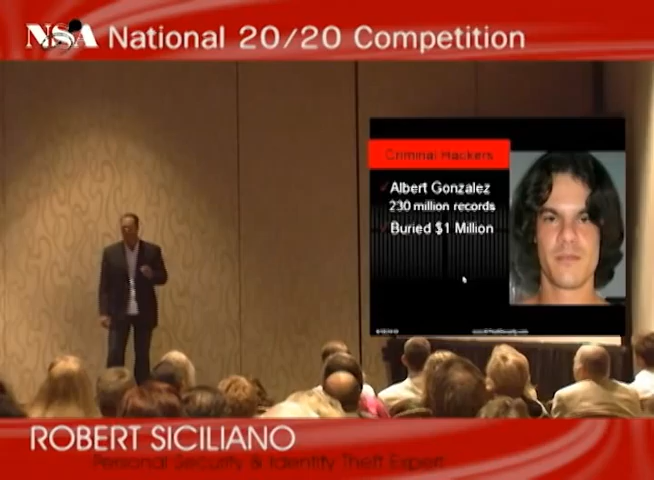 NSA National 20/20 Competition
Criminal Hackers
Albert Gonzalez
230 million records
Buried $1 Million
ROBERT SICILIANO
Personal Security & Identity Theft Expert